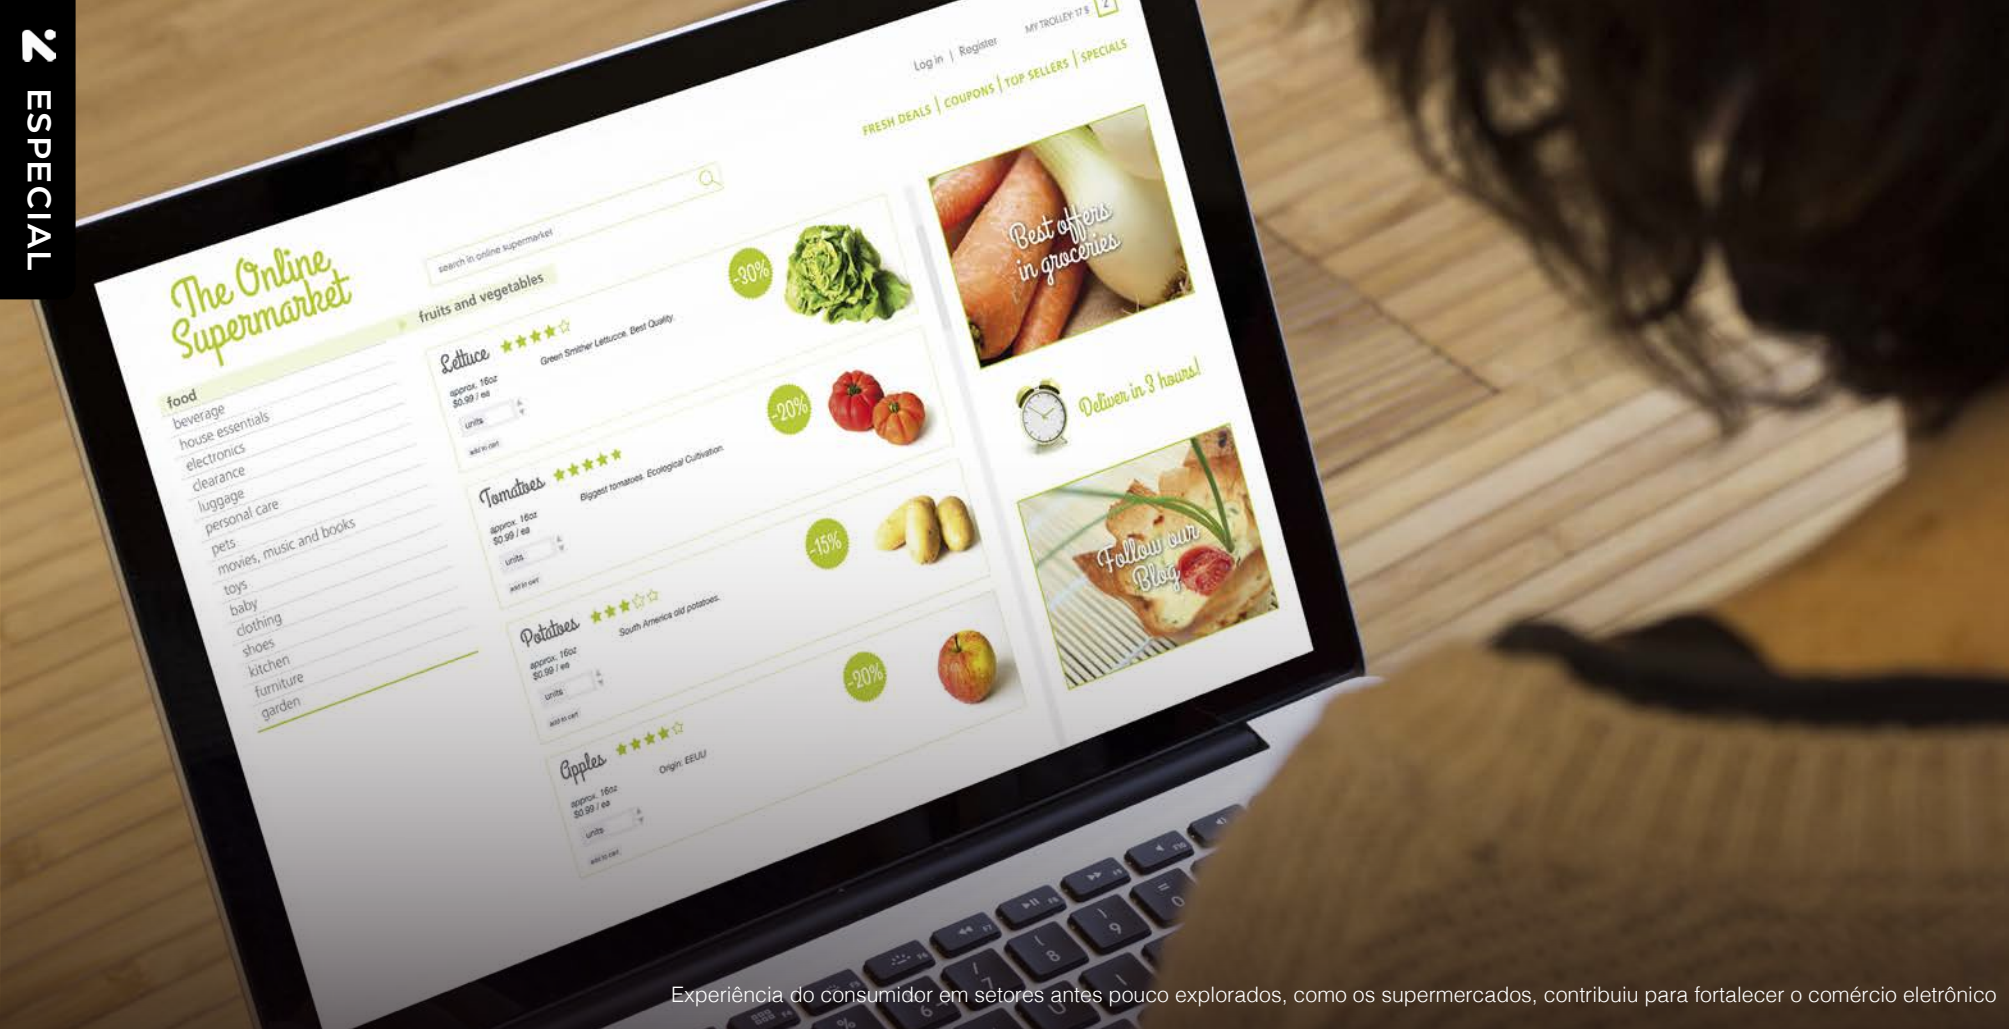 ESPECIAL
MY TROLLEY: 17 $ 2
Log in | Register
FRESH DEALS | COUPONS | TOP SELLERS | SPECIALS
The Online
Supermarket
search in online supermarket
fruits and vegetables
food
beverage
house essentials
electronics
clearance
luggage
personal care
pets
movies, music and books
toys
baby
clothing
shoes
kitchen
furniture
garden
Lettuce
Green Smither Lettucce. Best Quality.
approx. 16oz
$0.99 / ea
units
add to cart
-30%
Tomatoes
Biggest tomatoes. Ecological Cultivation.
approx. 16oz
$0.99 / ea
units
add to cart
-20%
Potatoes
South America old potatoes.
approx. 16oz
$0.99 / ea
units
add to cart
-15%
Apples
Origin: EEUU
approx. 16oz
$0.99 / ea
units
add to cart
-20%
Best offers
in groceries
Deliver in 3 hours!
Follow our
Blog
Experiência do consumidor em setores antes pouco explorados, como os supermercados, contribuiu para fortalecer o comércio eletrônico